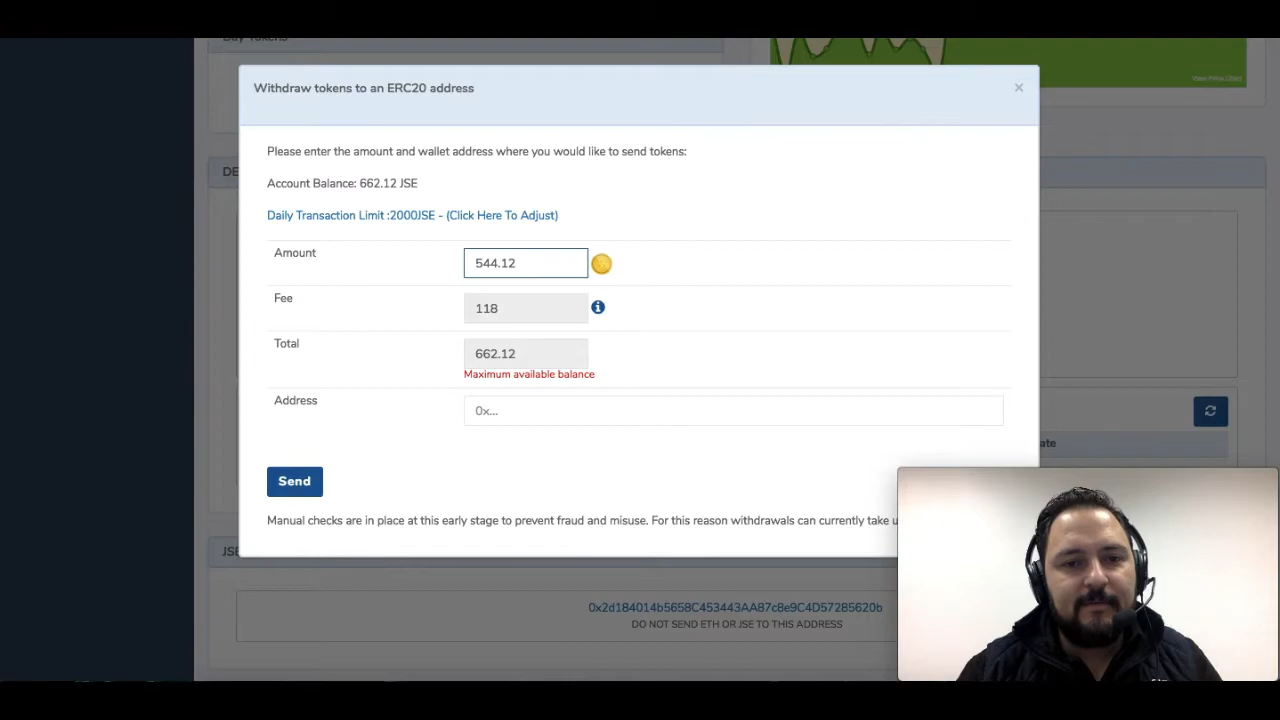 Withdraw tokens to an ERC20 address
×
Please enter the amount and wallet address where you would like to send tokens:
Account Balance: 662.12 JSE
Daily Transaction Limit :2000JSE - (Click Here To Adjust)
Amount
544.12
Fee
118
Total
662.12
Maximum available balance
Address
0x...
ate
Send
Manual checks are in place at this early stage to prevent fraud and misuse. For this reason withdrawals can currently take u
DE
JSE
0x2d184014b5658C453443AA87c8e9C4D57285620b
DO NOT SEND ETH OR JSE TO THIS ADDRESS